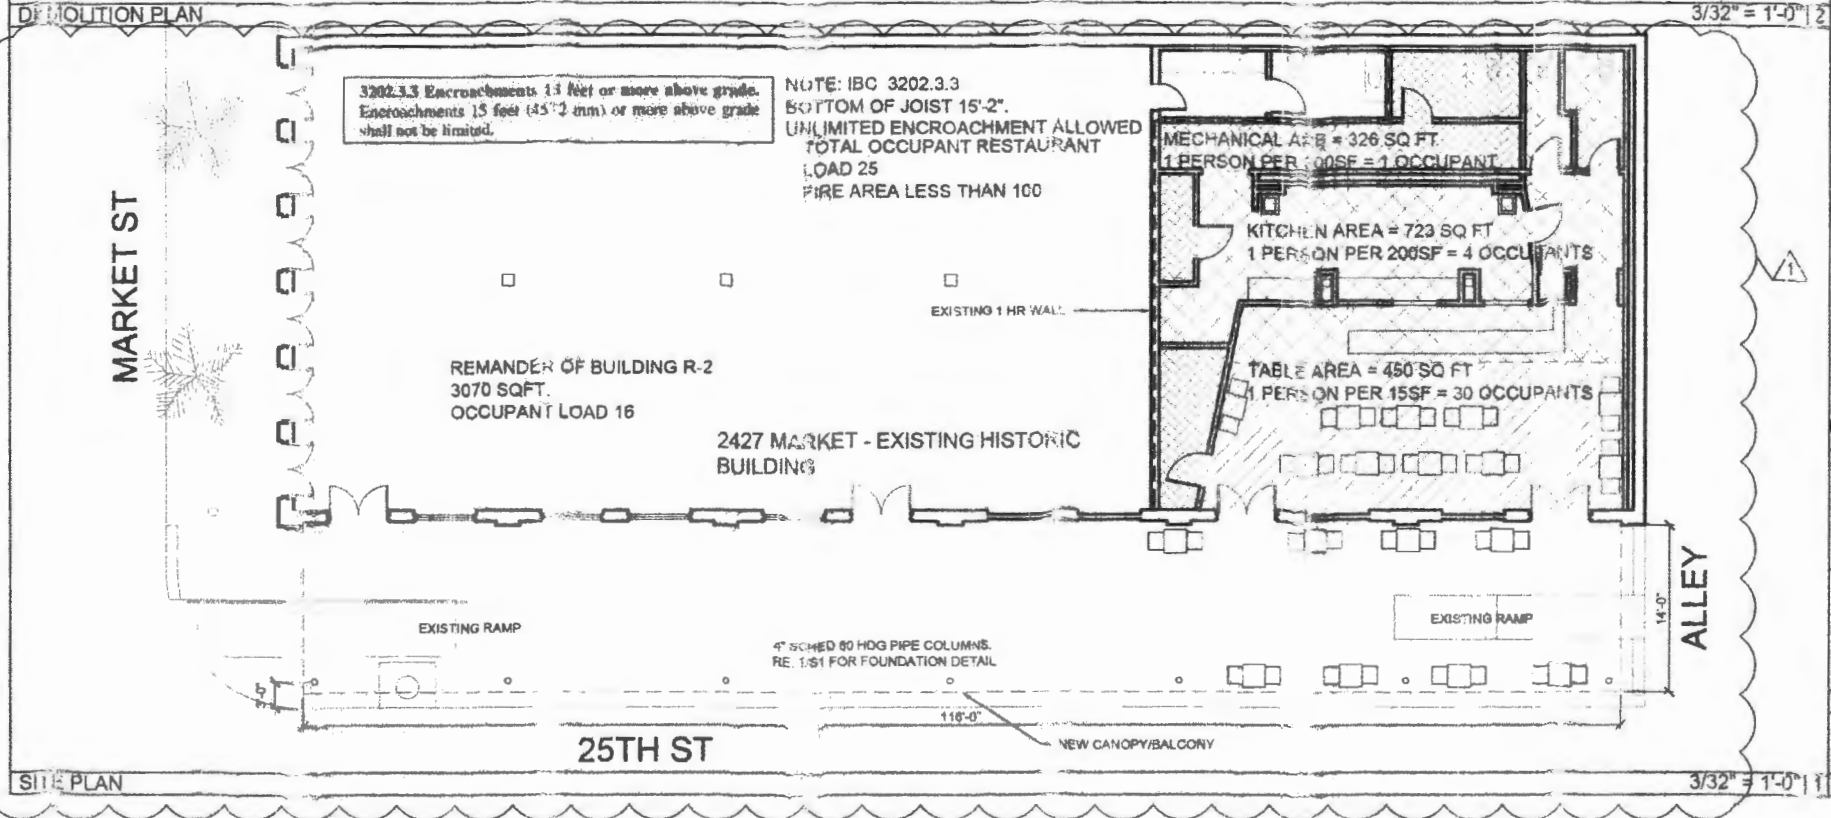 DEMOLITION PLAN
3/32" = 1'-0" | 2
3202.3.3 Encroachments 15 feet or more above grade.
Encroachments 15 feet (4572 mm) or more above grade
shall not be limited.
NOTE: IBC 3202.3.3
BOTTOM OF JOIST 15'-2".
UNLIMITED ENCROACHMENT ALLOWED
TOTAL OCCUPANT RESTAURANT
LOAD 25
FIRE AREA LESS THAN 100
MECHANICAL = 326 SQ FT
1 PERSON PER 100SF = 1 OCCUPANT
KITCHEN AREA = 723 SQ FT
1 PERSON PER 200SF = 4 OCCUPANTS
MARKET ST
1
EXISTING 1 HR WALL
REMANDER OF BUILDING R-2
3070 SQFT.
OCCUPANT LOAD 16
TABLE AREA = 450 SQ FT
1 PERSON PER 15SF = 30 OCCUPANTS
2427 MARKET - EXISTING HISTORIC
BUILDING
EXISTING RAMP
4" SCHED 80 HDG PIPE COLUMNS.
RE. 1/S1 FOR FOUNDATION DETAIL
EXISTING RAMP
14'-0"
ALLEY
116'-0"
NEW CANOPY/BALCONY
25TH ST
SITE PLAN
3/32" = 1'-0" | 1